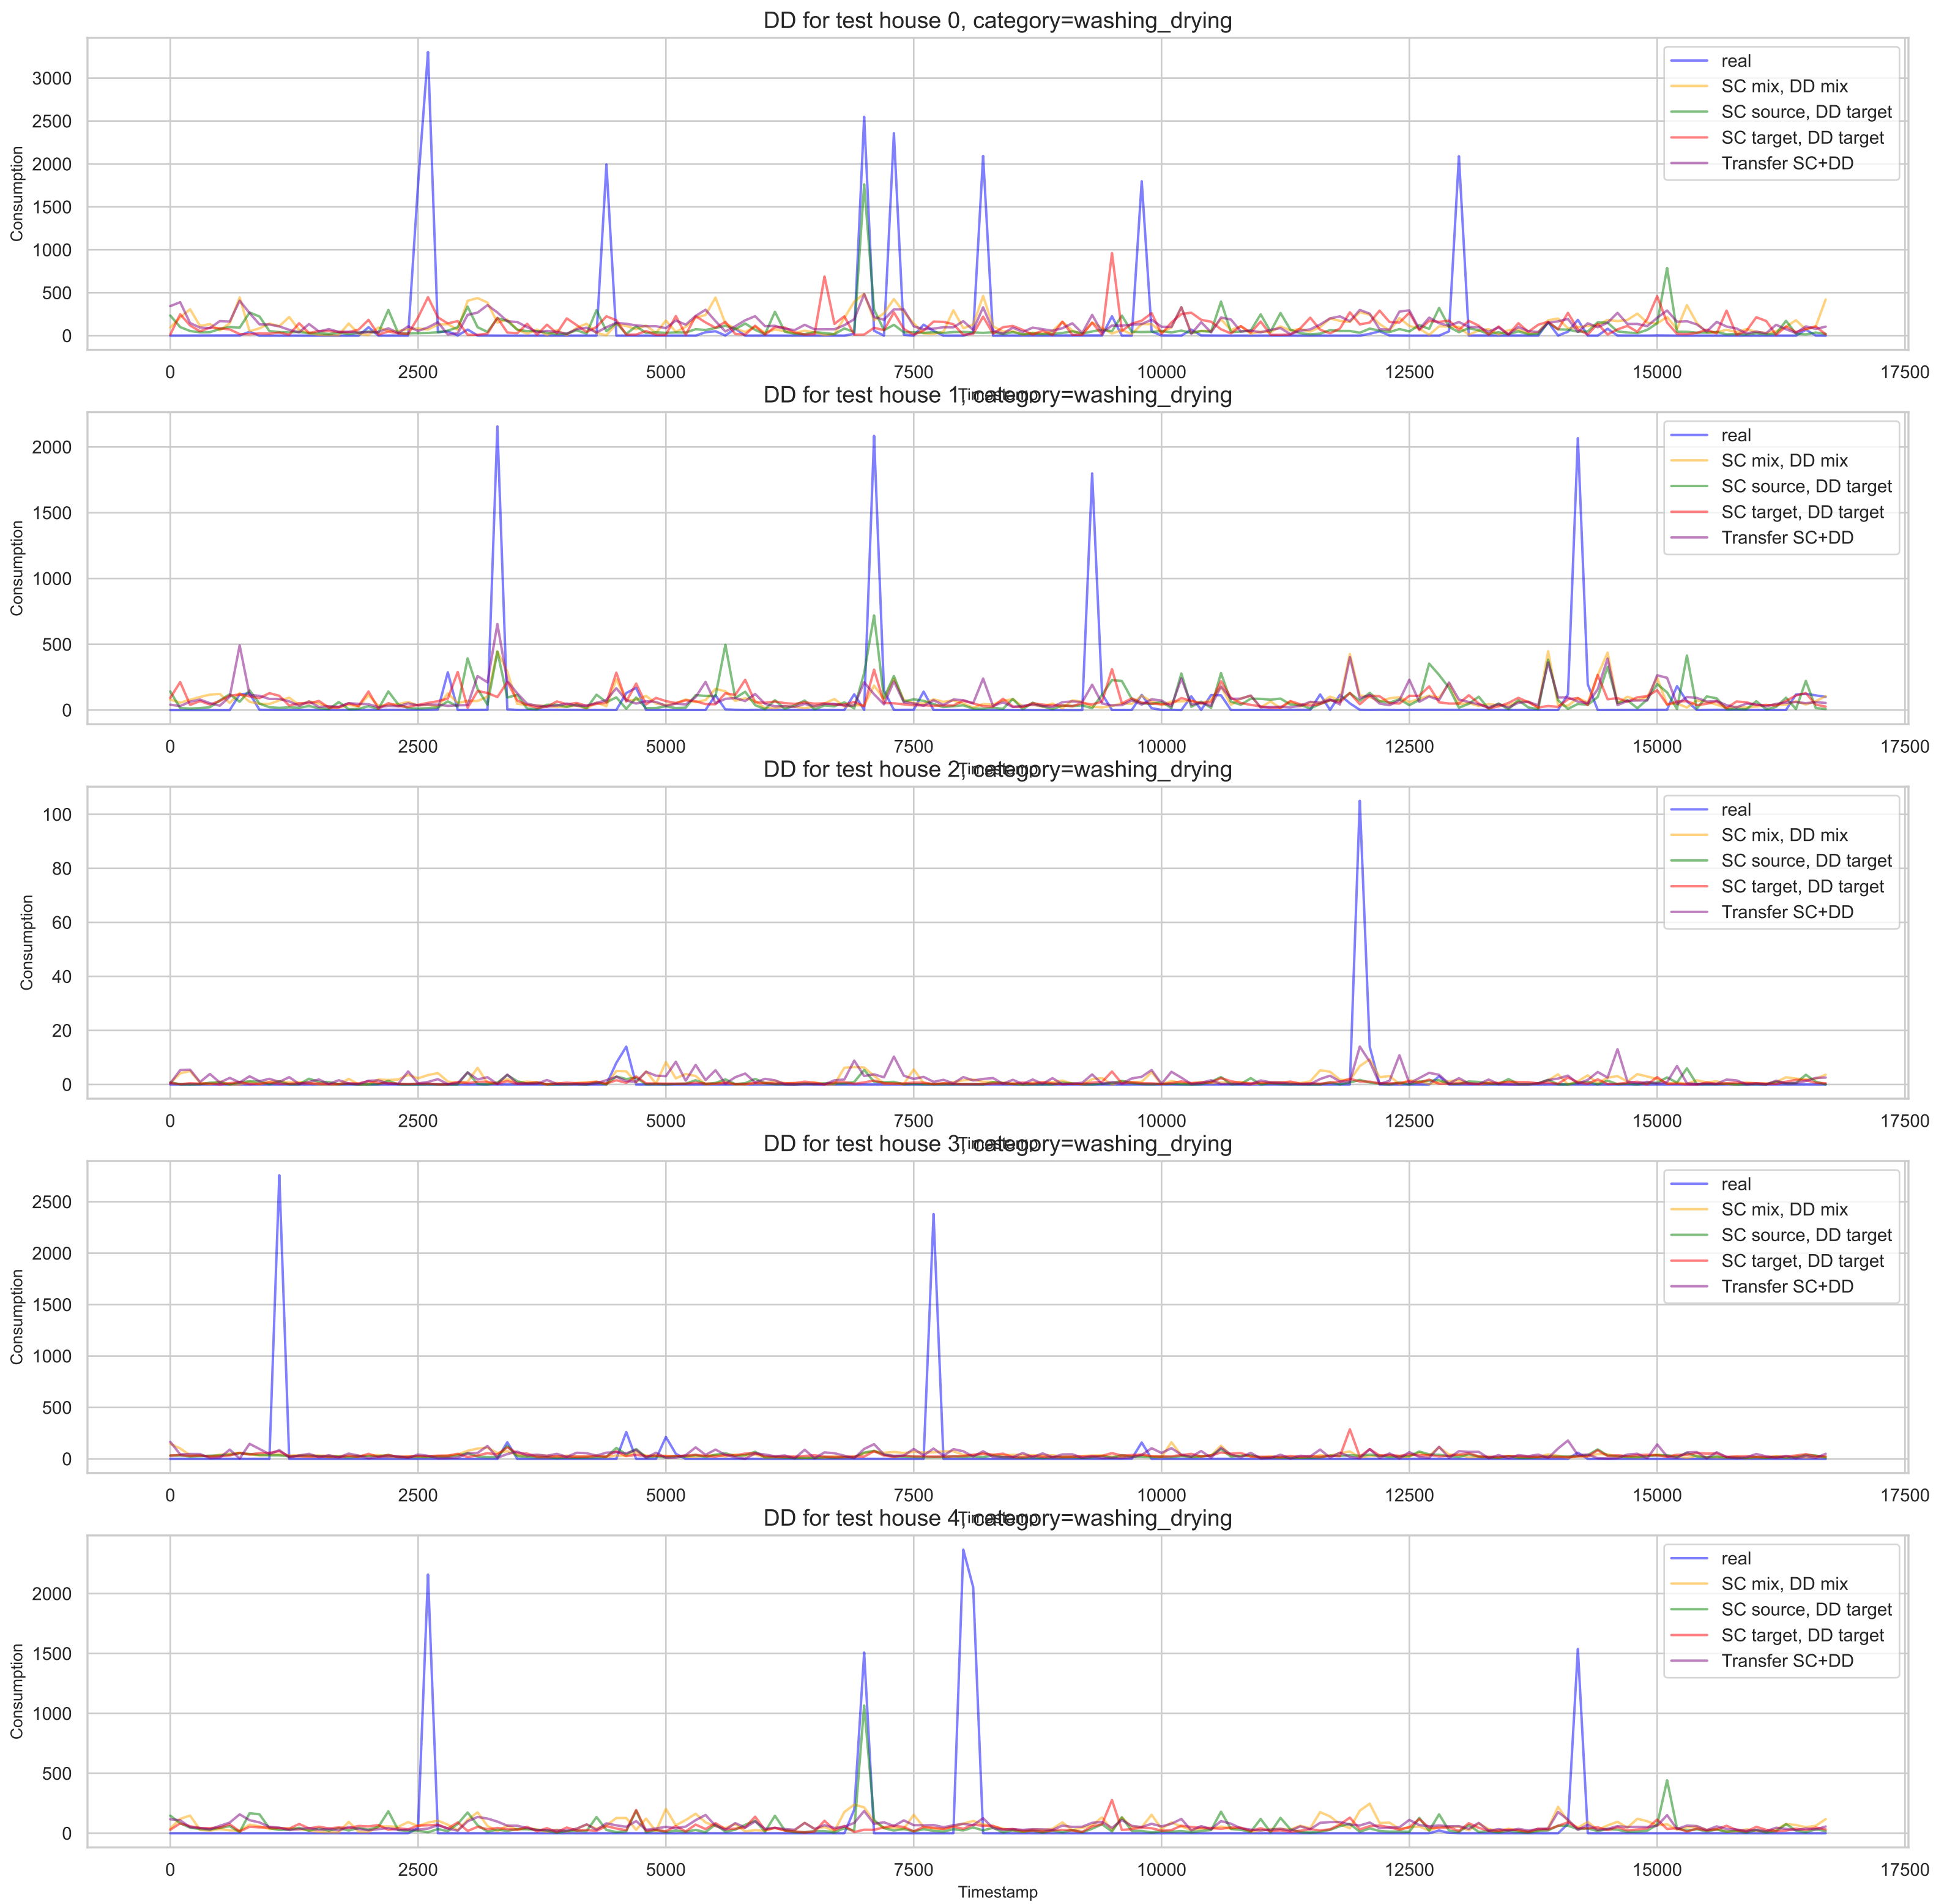 DD for test house 0, category=washing_drying
Consumption
3000
2500
2000
1500
1000
500
0
real
SC mix, DD mix
SC source, DD target
SC target, DD target
Transfer SC+DD
0 2500 5000 7500 10000 12500 15000 17500
Timestamp
DD for test house 1, category=washing_drying
Consumption
2000
1500
1000
500
0
real
SC mix, DD mix
SC source, DD target
SC target, DD target
Transfer SC+DD
0 2500 5000 7500 10000 12500 15000 17500
Timestamp
DD for test house 2, category=washing_drying
Consumption
100
80
60
40
20
0
real
SC mix, DD mix
SC source, DD target
SC target, DD target
Transfer SC+DD
0 2500 5000 7500 10000 12500 15000 17500
Timestamp
DD for test house 3, category=washing_drying
Consumption
2500
2000
1500
1000
500
0
real
SC mix, DD mix
SC source, DD target
SC target, DD target
Transfer SC+DD
0 2500 5000 7500 10000 12500 15000 17500
Timestamp
DD for test house 4, category=washing_drying
Consumption
2000
1500
1000
500
0
real
SC mix, DD mix
SC source, DD target
SC target, DD target
Transfer SC+DD
0 2500 5000 7500 10000 12500 15000 17500
Timestamp